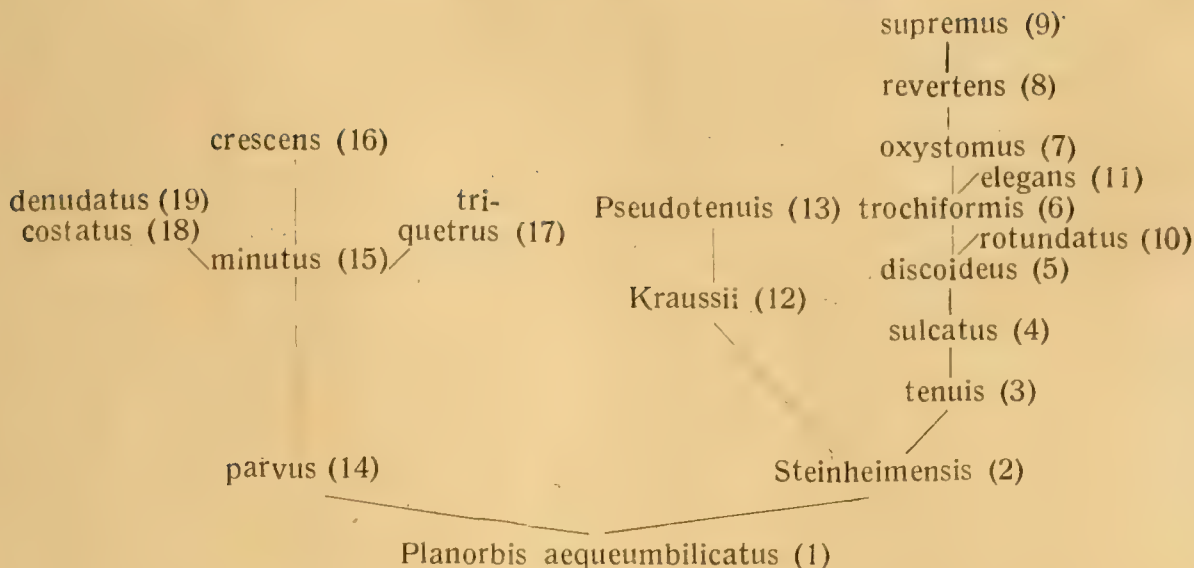 supremus (9)
revertens (8)
crescens (16)
oxystomus (7)
elegans (11)
denudatus (19)
tri-
Pseudotenuis (13)
trochiformis (6)
costatus (18)
quetrus (17)
rotundatus (10)
minutus (15)
discoideus (5)
Kraussii (12)
sulcatus (4)
tenuis (3)
parvus (14)
Steinheimensis (2)
Planorbis aequeumbilicatus (1)